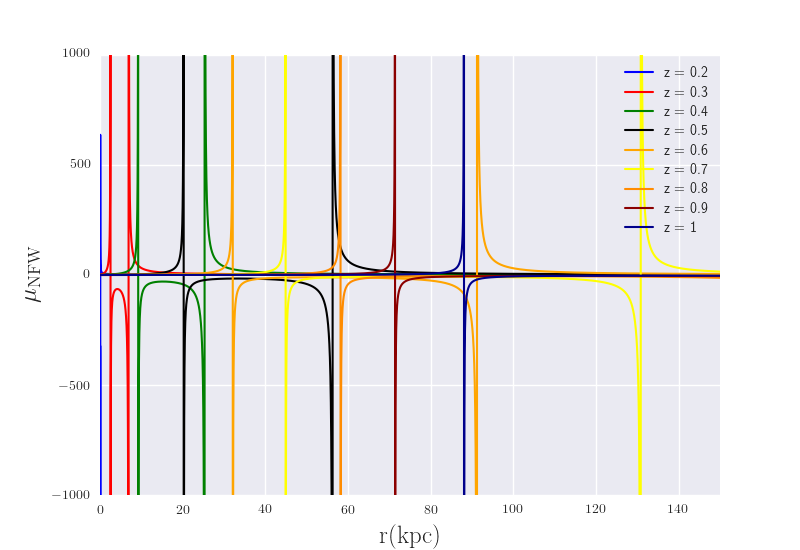 1000
500
0
−500
−1000
μNFW
0 20 40 60 80 100 120 140
r(kpc)
z = 0.2
z = 0.3
z = 0.4
z = 0.5
z = 0.6
z = 0.7
z = 0.8
z = 0.9
z = 1